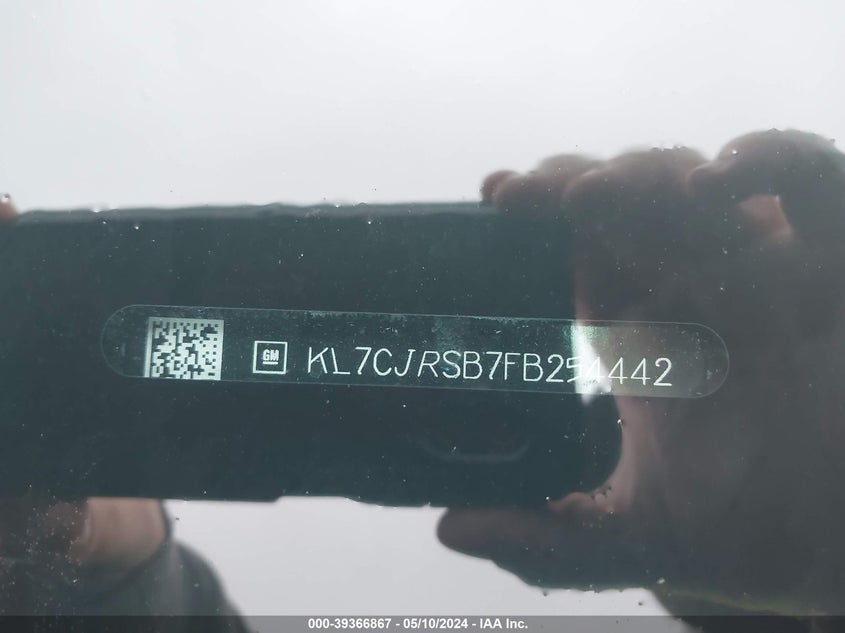 GM KL7CJRSB7FB254442
000-39366867 - 05/10/2024 - IAA Inc.